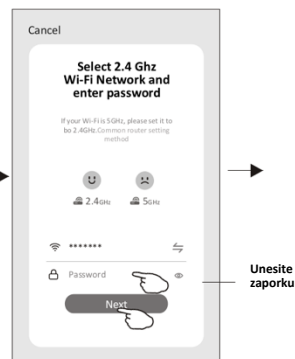 Cancel
Select 2.4 Ghz
Wi-Fi Network and
enter password
If your Wi-Fi is 5GHz, please set it to
be 2.4GHz.Common router setting
method
2.4GHz
5GHz
•••••••
Password
Next
Unesite
zaporku